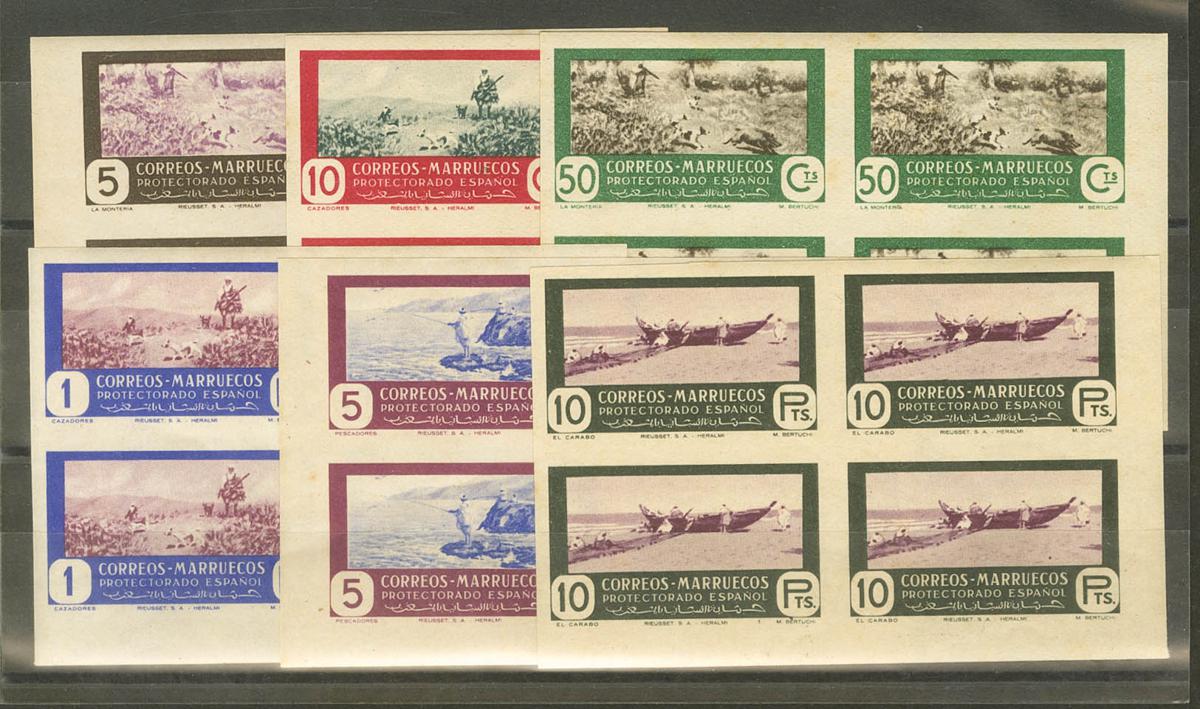 5
CORREOS-MARRUECOS
PROTECTORADO ESPAÑOL
LA MONTERIA RIEUSSET, S. A. - HERALMI
10
CORREOS-MARRUECOS
PROTECTORADO ESPAÑOL
CAZADORES RIEUSSET, S. A. - HERALMI M. BE
50 CORREOS-MARRUECOS CTS
PROTECTORADO ESPAÑOL
LA MONTERIA RIEUSSET, S. A. - HERALMI M. BERTUCHI
50 CORREOS-MARRUECOS CTS
PROTECTORADO ESPAÑOL
LA MONTERIA RIEUSSET, S. A. - HERALMI M. BERTUCHI
1 CORREOS-MARRUECOS
PROTECTORADO ESPAÑOL
CAZADORES RIEUSSET, S. A. - HERALMI M.
5 CORREOS-MARRUECOS
PROTECTORADO ESPAÑOL
PESCADORES RIEUSSET, S. A. - HERALMI
10 CORREOS-MARRUECOS PTS.
PROTECTORADO ESPAÑOL
EL CARABO RIEUSSET, S. A. - HERALMI M. BERTUCHI
10 CORREOS-MARRUECOS PTS.
PROTECTORADO ESPAÑOL
EL CARABO RIEUSSET, S. A. - HERALMI M. BERTUCHI
1 CORREOS-MARRUECOS
PROTECTORADO ESPAÑOL
CAZADORES RIEUSSET, S. A. - HERALMI M.
5 CORREOS-MARRUECOS
PROTECTORADO ESPAÑOL
PESCADORES RIEUSSET, S. A. - HERALMI
10 CORREOS-MARRUECOS PTS.
PROTECTORADO ESPAÑOL
EL CARABO RIEUSSET, S. A. - HERALMI M. BERTUCHI
10 CORREOS-MARRUECOS PTS.
PROTECTORADO ESPAÑOL
EL CARABO RIEUSSET, S. A. - HERALMI M. BERTUCHI